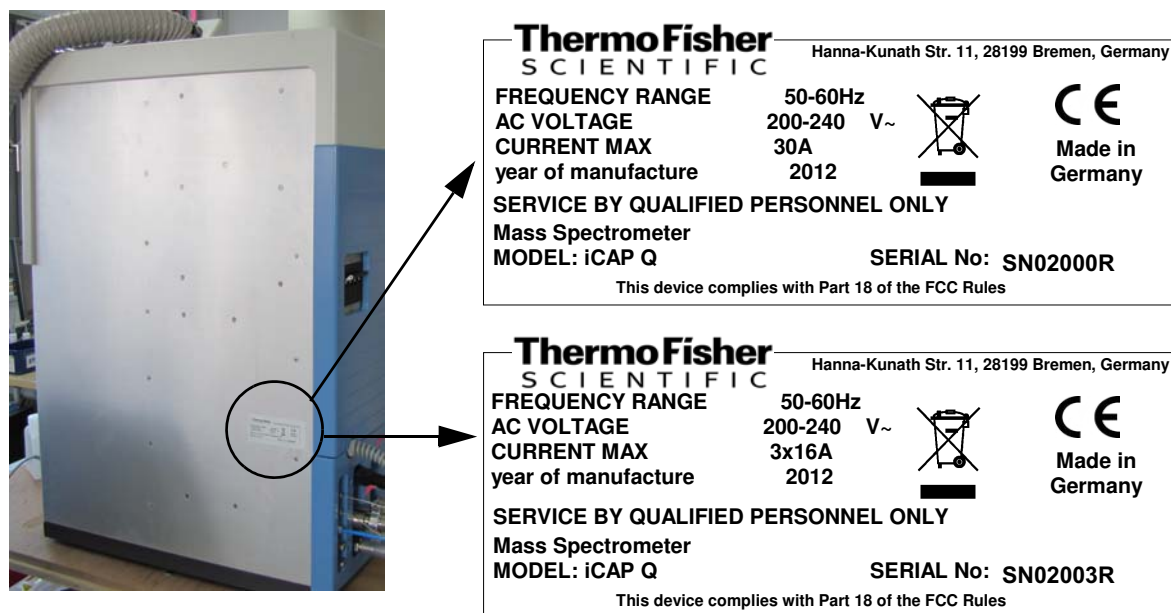 ThermoFisher
SCIENTIFIC
Hanna-Kunath Str. 11, 28199 Bremen, Germany
FREQUENCY RANGE 50-60Hz
AC VOLTAGE 200-240 V~
CURRENT MAX 30A
year of manufacture 2012
CE
Made in
Germany
SERVICE BY QUALIFIED PERSONNEL ONLY
Mass Spectrometer
MODEL: iCAP Q SERIAL No: SN02000R
This device complies with Part 18 of the FCC Rules
ThermoFisher
SCIENTIFIC
Hanna-Kunath Str. 11, 28199 Bremen, Germany
FREQUENCY RANGE 50-60Hz
AC VOLTAGE 200-240 V~
CURRENT MAX 3x16A
year of manufacture 2012
CE
Made in
Germany
SERVICE BY QUALIFIED PERSONNEL ONLY
Mass Spectrometer
MODEL: iCAP Q SERIAL No: SN02003R
This device complies with Part 18 of the FCC Rules